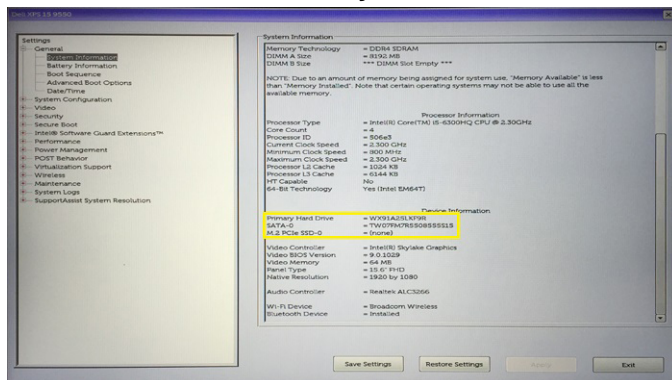 Dell XPS 15 9550
Settings
General
System Information
Battery Information
Boot Sequence
Advanced Boot Options
Date/Time
System Configuration
Video
Security
Secure Boot
Intel® Software Guard Extensions™
Performance
Power Management
POST Behavior
Virtualization Support
Wireless
Maintenance
System Logs
SupportAssist System Resolution
System Information
Memory Technology = DDR4 SDRAM
DIMM A Size = 8192 MB
DIMM B Size *** DIMM Slot Empty ***
NOTE: Due to an amount of memory being assigned for system use, "Memory Available" is less
than "Memory Installed". Note that certain operating systems may not be able to use all the
available memory.
Processor Information
Processor Type = Intel(R) Core(TM) i5-6300HQ CPU @ 2.30GHz
Core Count = 4
Processor ID = 506e3
Current Clock Speed = 2.300 GHz
Minimum Clock Speed = 800 MHz
Maximum Clock Speed = 2.300 GHz
Processor L2 Cache = 1024 KB
Processor L3 Cache = 6144 KB
HT Capable No
64-Bit Technology Yes (Intel EM64T)
Device Information
Primary Hard Drive
SATA-0
M.2 PCIe SSD-0 = (none)
Video Controller = Intel(R) Skylake Graphics
Video BIOS Version = 9.0.1029
Video Memory = 64 MB
Panel Type = 15.6" FHD
Native Resolution = 1920 by 1080
Audio Controller = Realtek ALC3266
Wi-Fi Device = Broadcom Wireless
Bluetooth Device = Installed
Save Settings Restore Settings Apply Exit